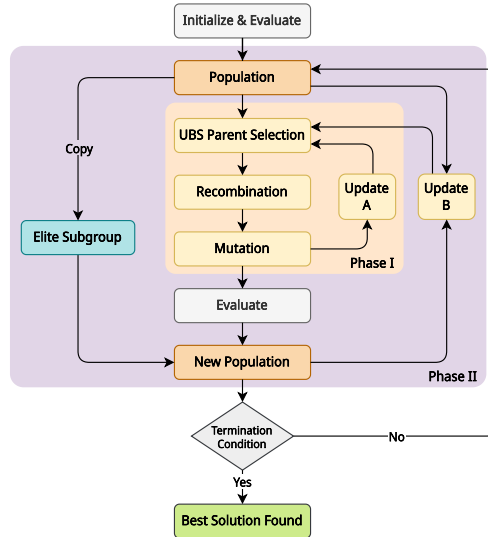 Initialize & Evaluate
Population
UBS Parent Selection
Copy
Recombination
Update
A
Update
B
Elite Subgroup
Mutation
Phase I
Evaluate
New Population
Phase II
Termination
Condition
No
Yes
Best Solution Found